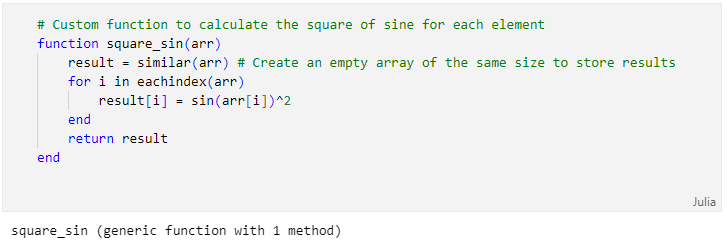 # Custom function to calculate the square of sine for each element
function square_sin(arr)
    result = similar(arr) # Create an empty array of the same size to store results
    for i in eachindex(arr)
        result[i] = sin(arr[i])^2
    end
    return result
end
Julia
square_sin (generic function with 1 method)